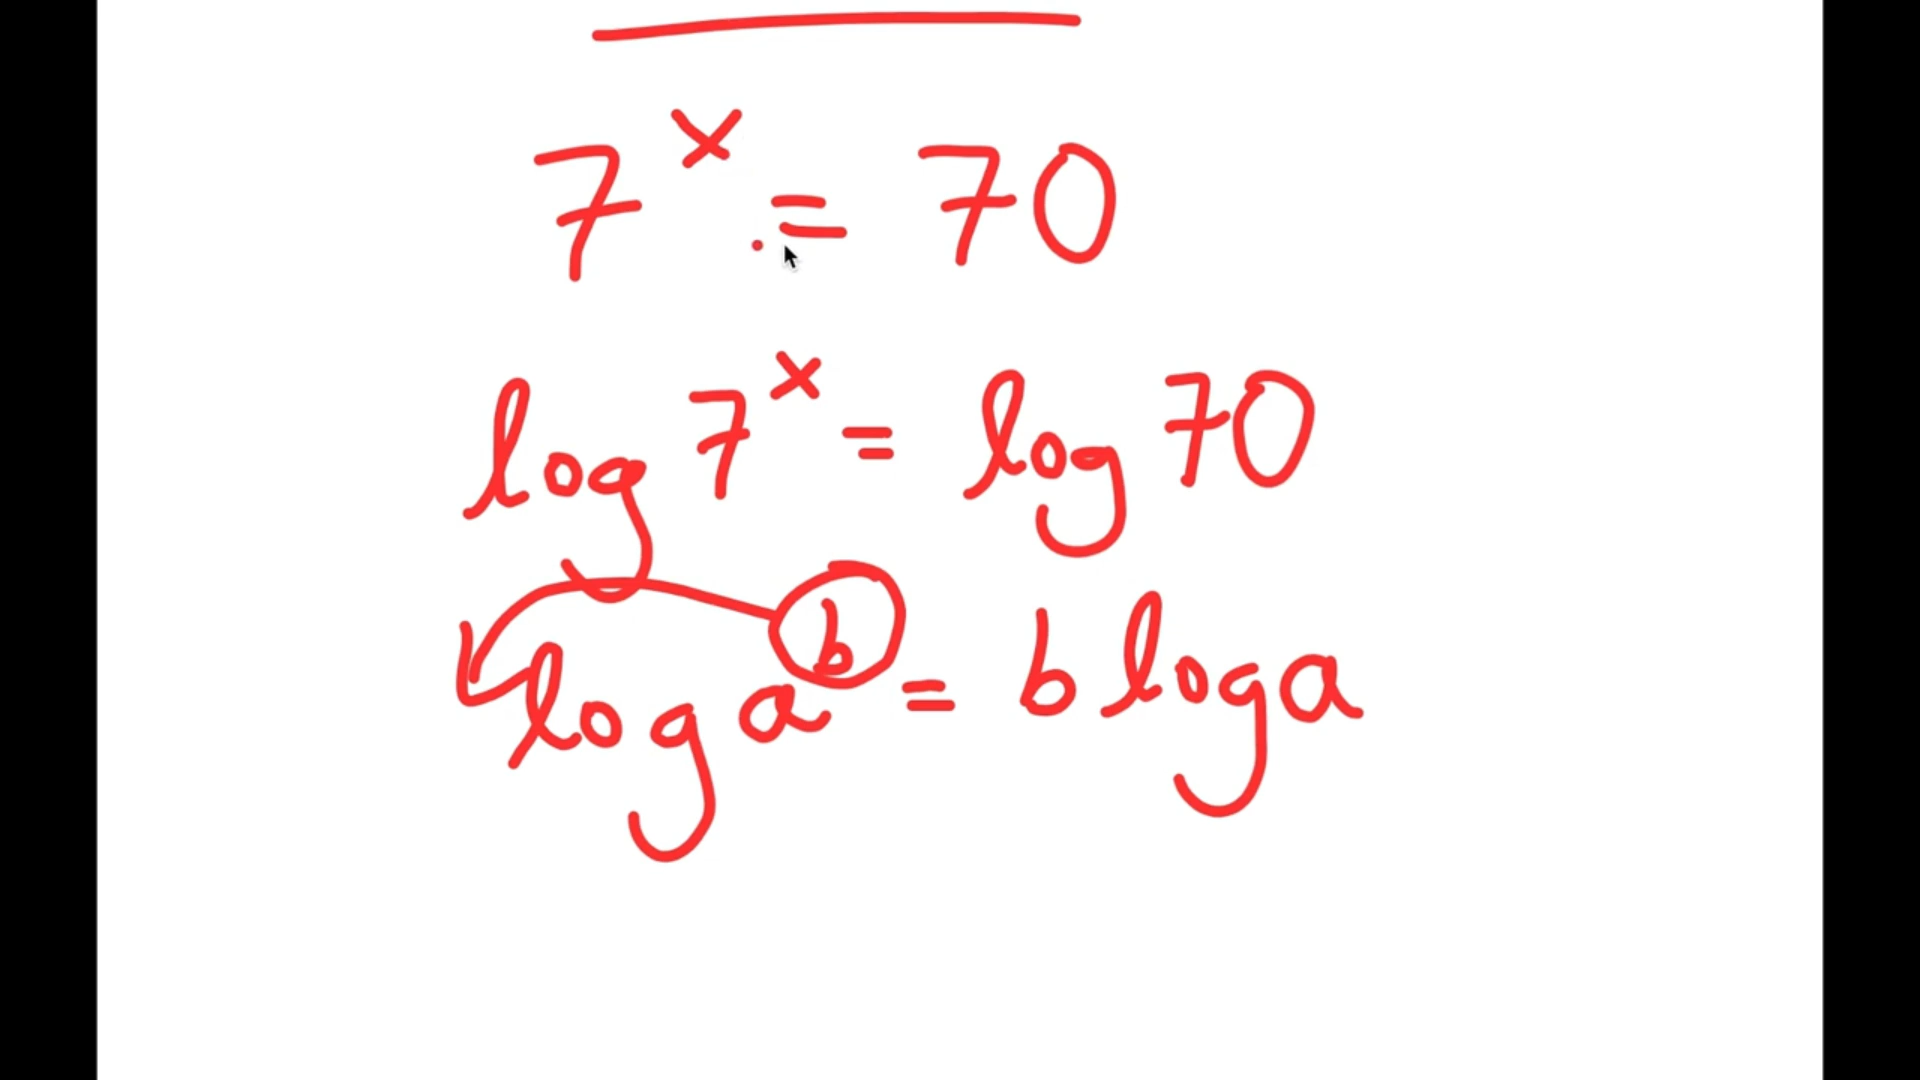 7^x = 70
log 7^x = log 70
log a^b = b log a